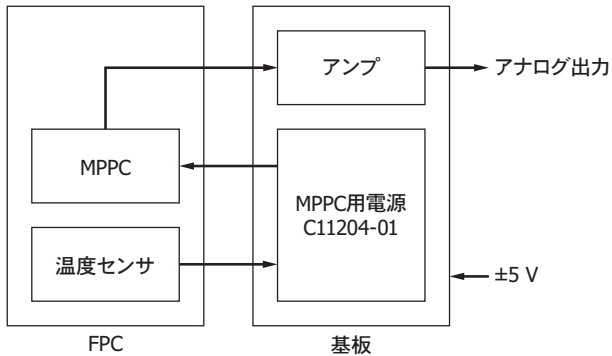 アンプ
アナログ出力
MPPC
MPPC用電源
C11204-01
温度センサ
±5 V
FPC
基板